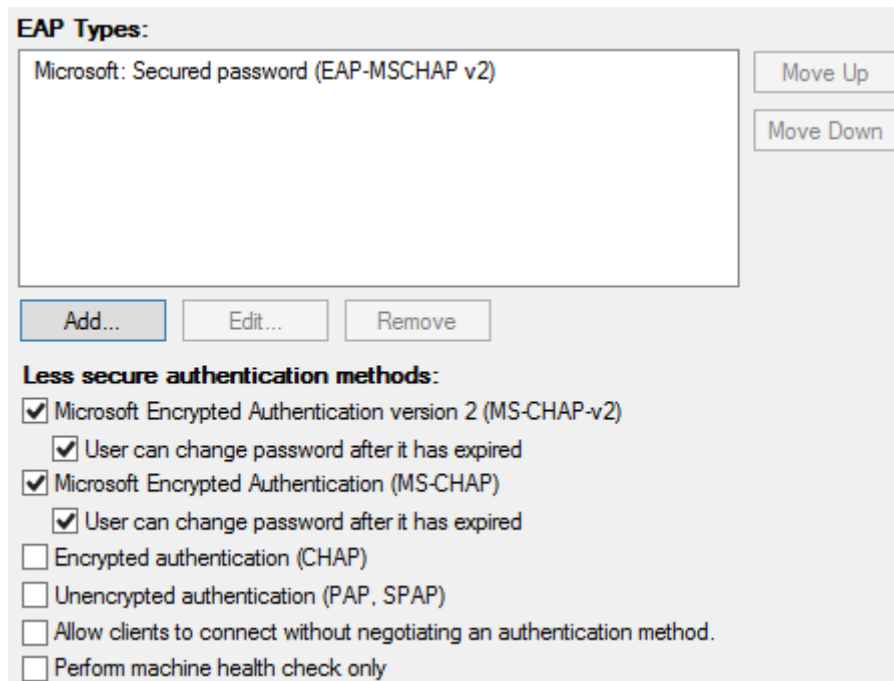 EAP Types:
Microsoft: Secured password (EAP-MSCHAP v2)
Move Up
Move Down
Add...
Edit...
Remove
Less secure authentication methods:
Microsoft Encrypted Authentication version 2 (MS-CHAP-v2)
User can change password after it has expired
Microsoft Encrypted Authentication (MS-CHAP)
User can change password after it has expired
Encrypted authentication (CHAP)
Unencrypted authentication (PAP, SPAP)
Allow clients to connect without negotiating an authentication method.
Perform machine health check only